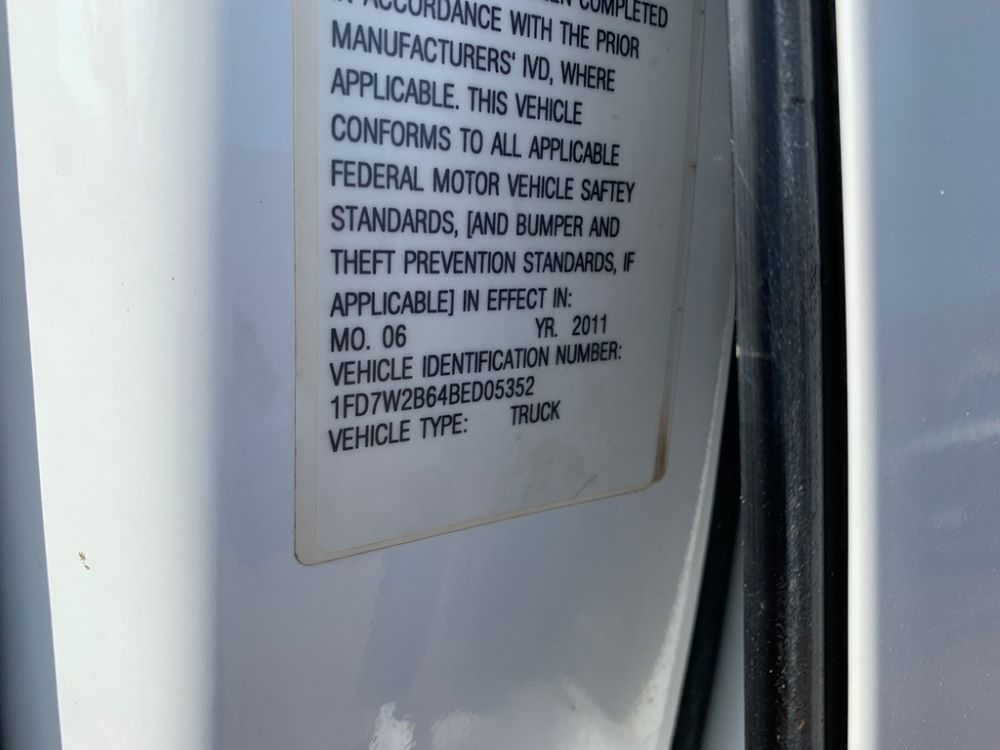 COMPLETED
ACCORDANCE WITH THE PRIOR
MANUFACTURERS' IVD, WHERE
APPLICABLE. THIS VEHICLE
CONFORMS TO ALL APPLICABLE
FEDERAL MOTOR VEHICLE SAFTEY
STANDARDS, [AND BUMPER AND
THEFT PREVENTION STANDARDS, IF
APPLICABLE] IN EFFECT IN:
MO. 06 YR. 2011
VEHICLE IDENTIFICATION NUMBER:
1FD7W2B64BED05352
VEHICLE TYPE: TRUCK